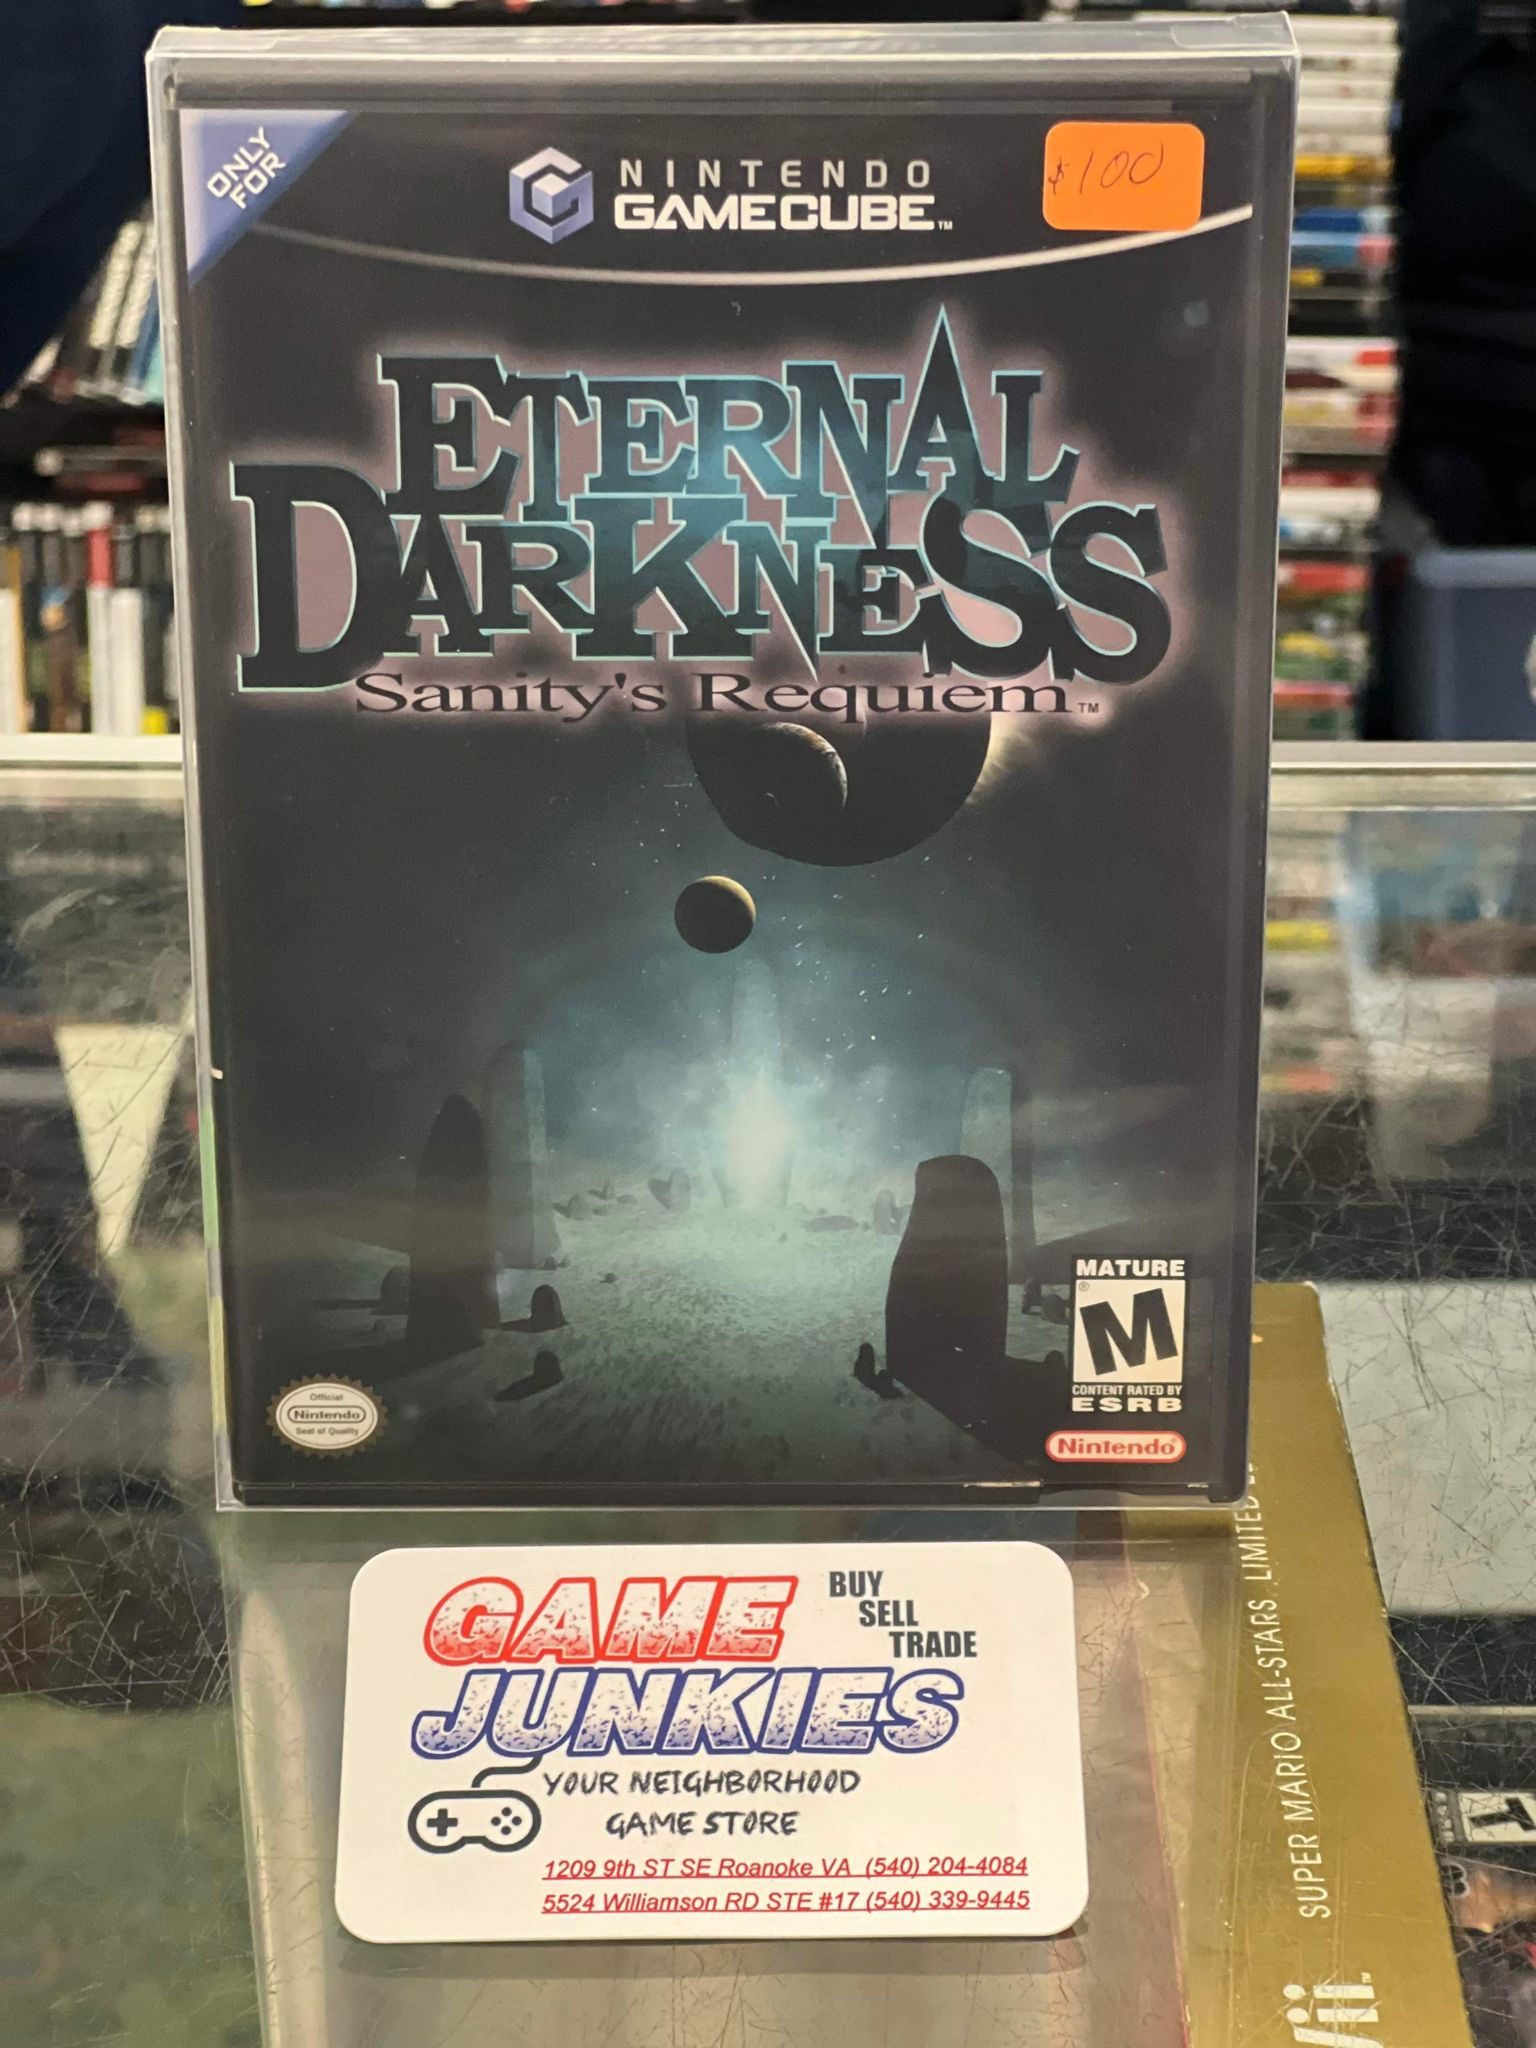 ONLY
FOR
NINTENDO
GAMECUBE™
$100
ETERNAL
DARKNESS
Sanity's Requiem™
MATURE
®
M
CONTENT RATED BY
ESRB
Official
Nintendo
Seal of Quality
Nintendo®
GAME
JUNKIES
BUY
SELL
TRADE
YOUR NEIGHBORHOOD
GAME STORE
1209 9th ST SE Roanoke VA (540) 204-4084
5524 Williamson RD STE #17 (540) 339-9445
SUPER MARIO ALL-STARS LIMITED